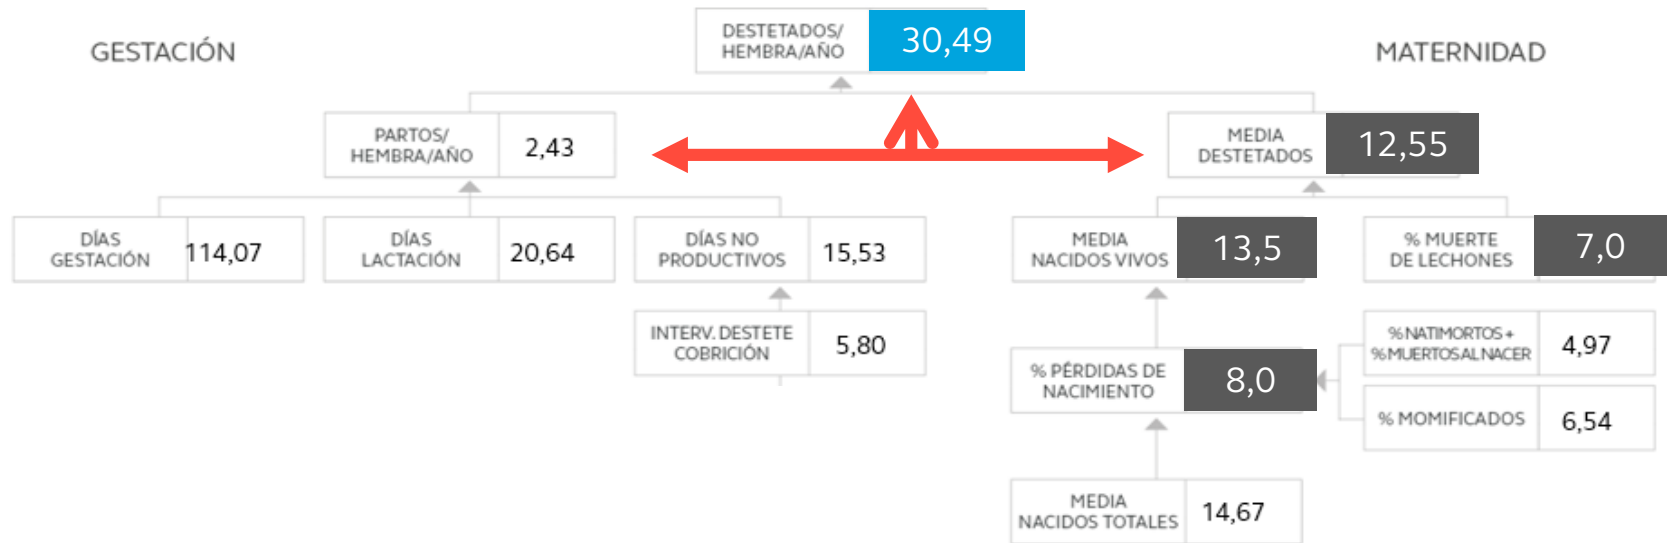 GESTACIÓN
DESTETADOS/
HEMBRA/AÑO
30,49
MATERNIDAD
PARTOS/
HEMBRA/AÑO
2,43
MEDIA
DESTETADOS
12,55
DÍAS
GESTACIÓN
114,07
DÍAS
LACTACIÓN
20,64
DÍAS NO
PRODUCTIVOS
15,53
MEDIA
NACIDOS VIVOS
13,5
% MUERTE
DE LECHONES
7,0
INTERV. DESTETE
COBRICIÓN
5,80
% NATIMORTOS +
% MUERTOS AL NACER
4,97
% PÉRDIDAS DE
NACIMIENTO
8,0
% MOMIFICADOS
6,54
MEDIA
NACIDOS TOTALES
14,67